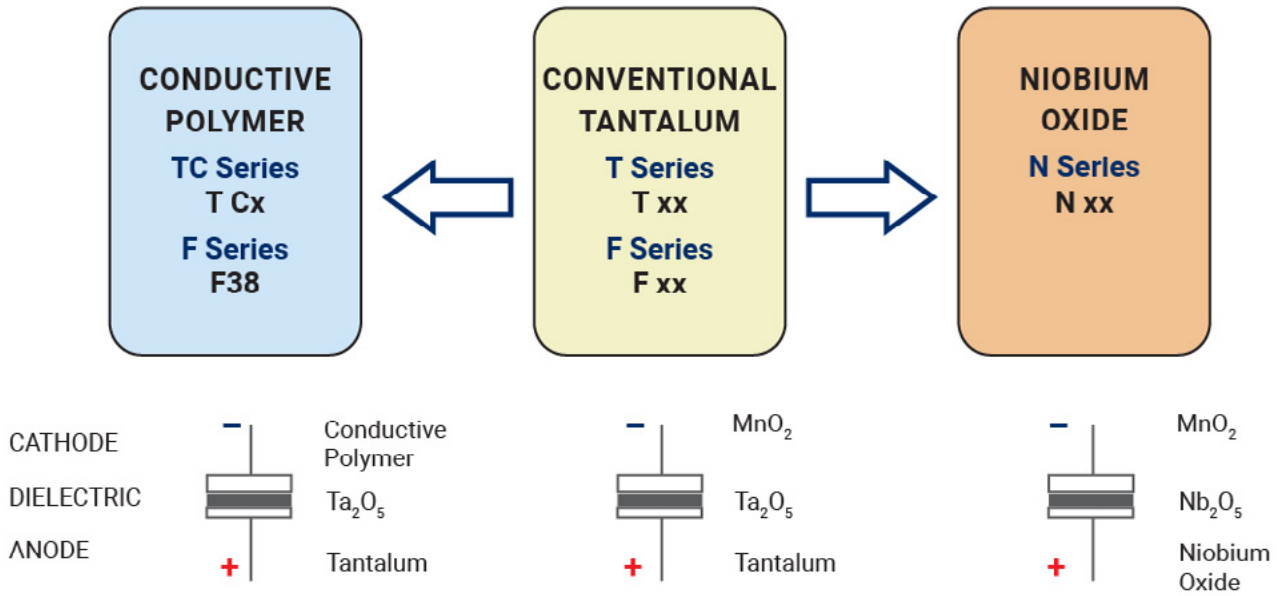 CONDUCTIVE
POLYMER
TC Series
T Cx
F Series
F38
CONVENTIONAL
TANTALUM
T Series
T xx
F Series
F xx
NIOBIUM
OXIDE
N Series
N xx
CATHODE
DIELECTRIC
ANODE
−
Conductive
Polymer
Ta₂O₅
+
Tantalum
−
MnO₂
Ta₂O₅
+
Tantalum
−
MnO₂
Nb₂O₅
+
Niobium
Oxide